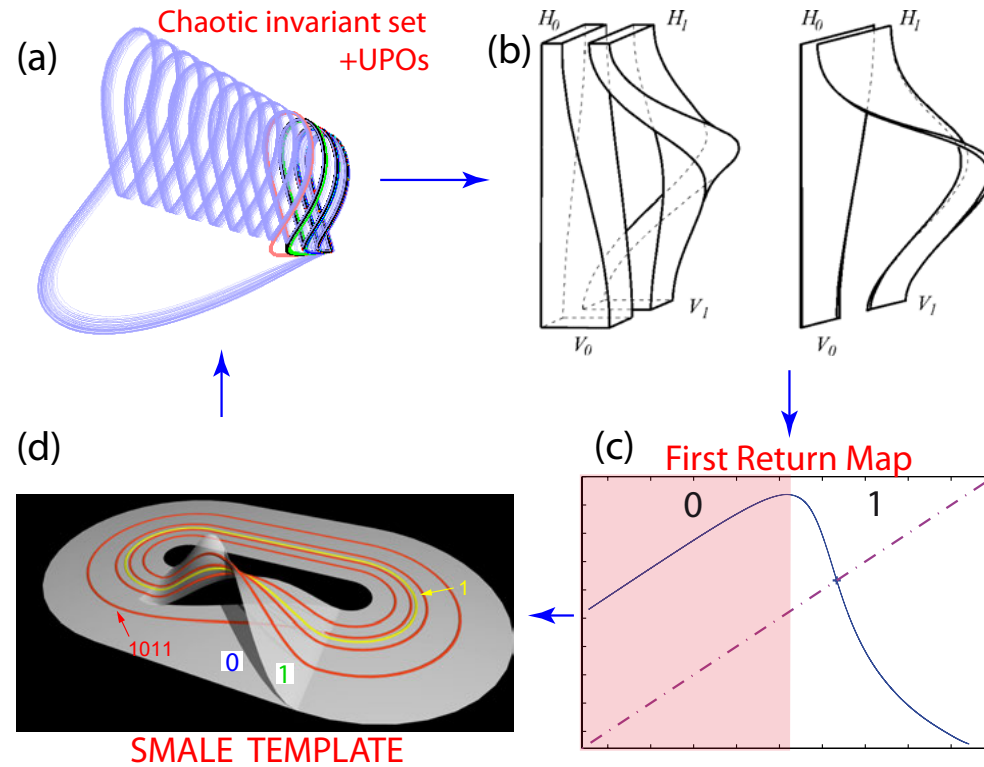 (a)
Chaotic invariant set
+UPOs
(b)
H0
H1
V0
V1
H0
H1
V0
V1
(c)
First Return Map
0
1
(d)
1
1011
0
1
SMALE TEMPLATE